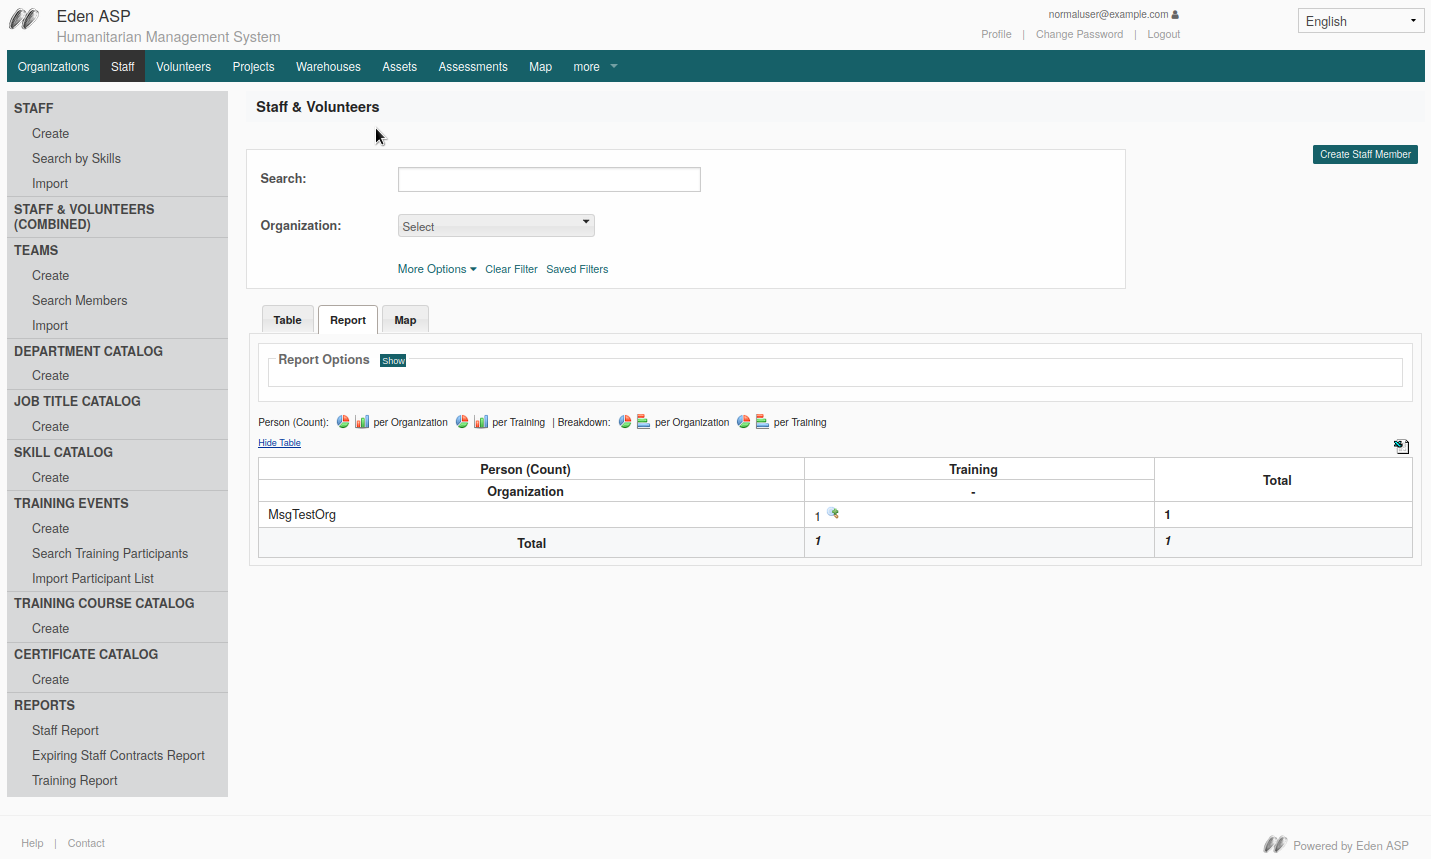 Eden ASP
Humanitarian Management System
normaluser@example.com
Profile | Change Password | Logout
English
Organizations Staff Volunteers Projects Warehouses Assets Assessments Map more
STAFF
Create
Search by Skills
Import
STAFF & VOLUNTEERS
(COMBINED)
TEAMS
Create
Search Members
Import
DEPARTMENT CATALOG
Create
JOB TITLE CATALOG
Create
SKILL CATALOG
Create
TRAINING EVENTS
Create
Search Training Participants
Import Participant List
TRAINING COURSE CATALOG
Create
CERTIFICATE CATALOG
Create
REPORTS
Staff Report
Expiring Staff Contracts Report
Training Report
Staff & Volunteers
Create Staff Member
Search:
Organization: Select
More Options Clear Filter Saved Filters
Table Report Map
Report Options Show
Person (Count): per Organization per Training | Breakdown: per Organization per Training
Hide Table
Person (Count) Training Total
Organization -
MsgTestOrg 1 1
Total 1 1
Help | Contact
Powered by Eden ASP